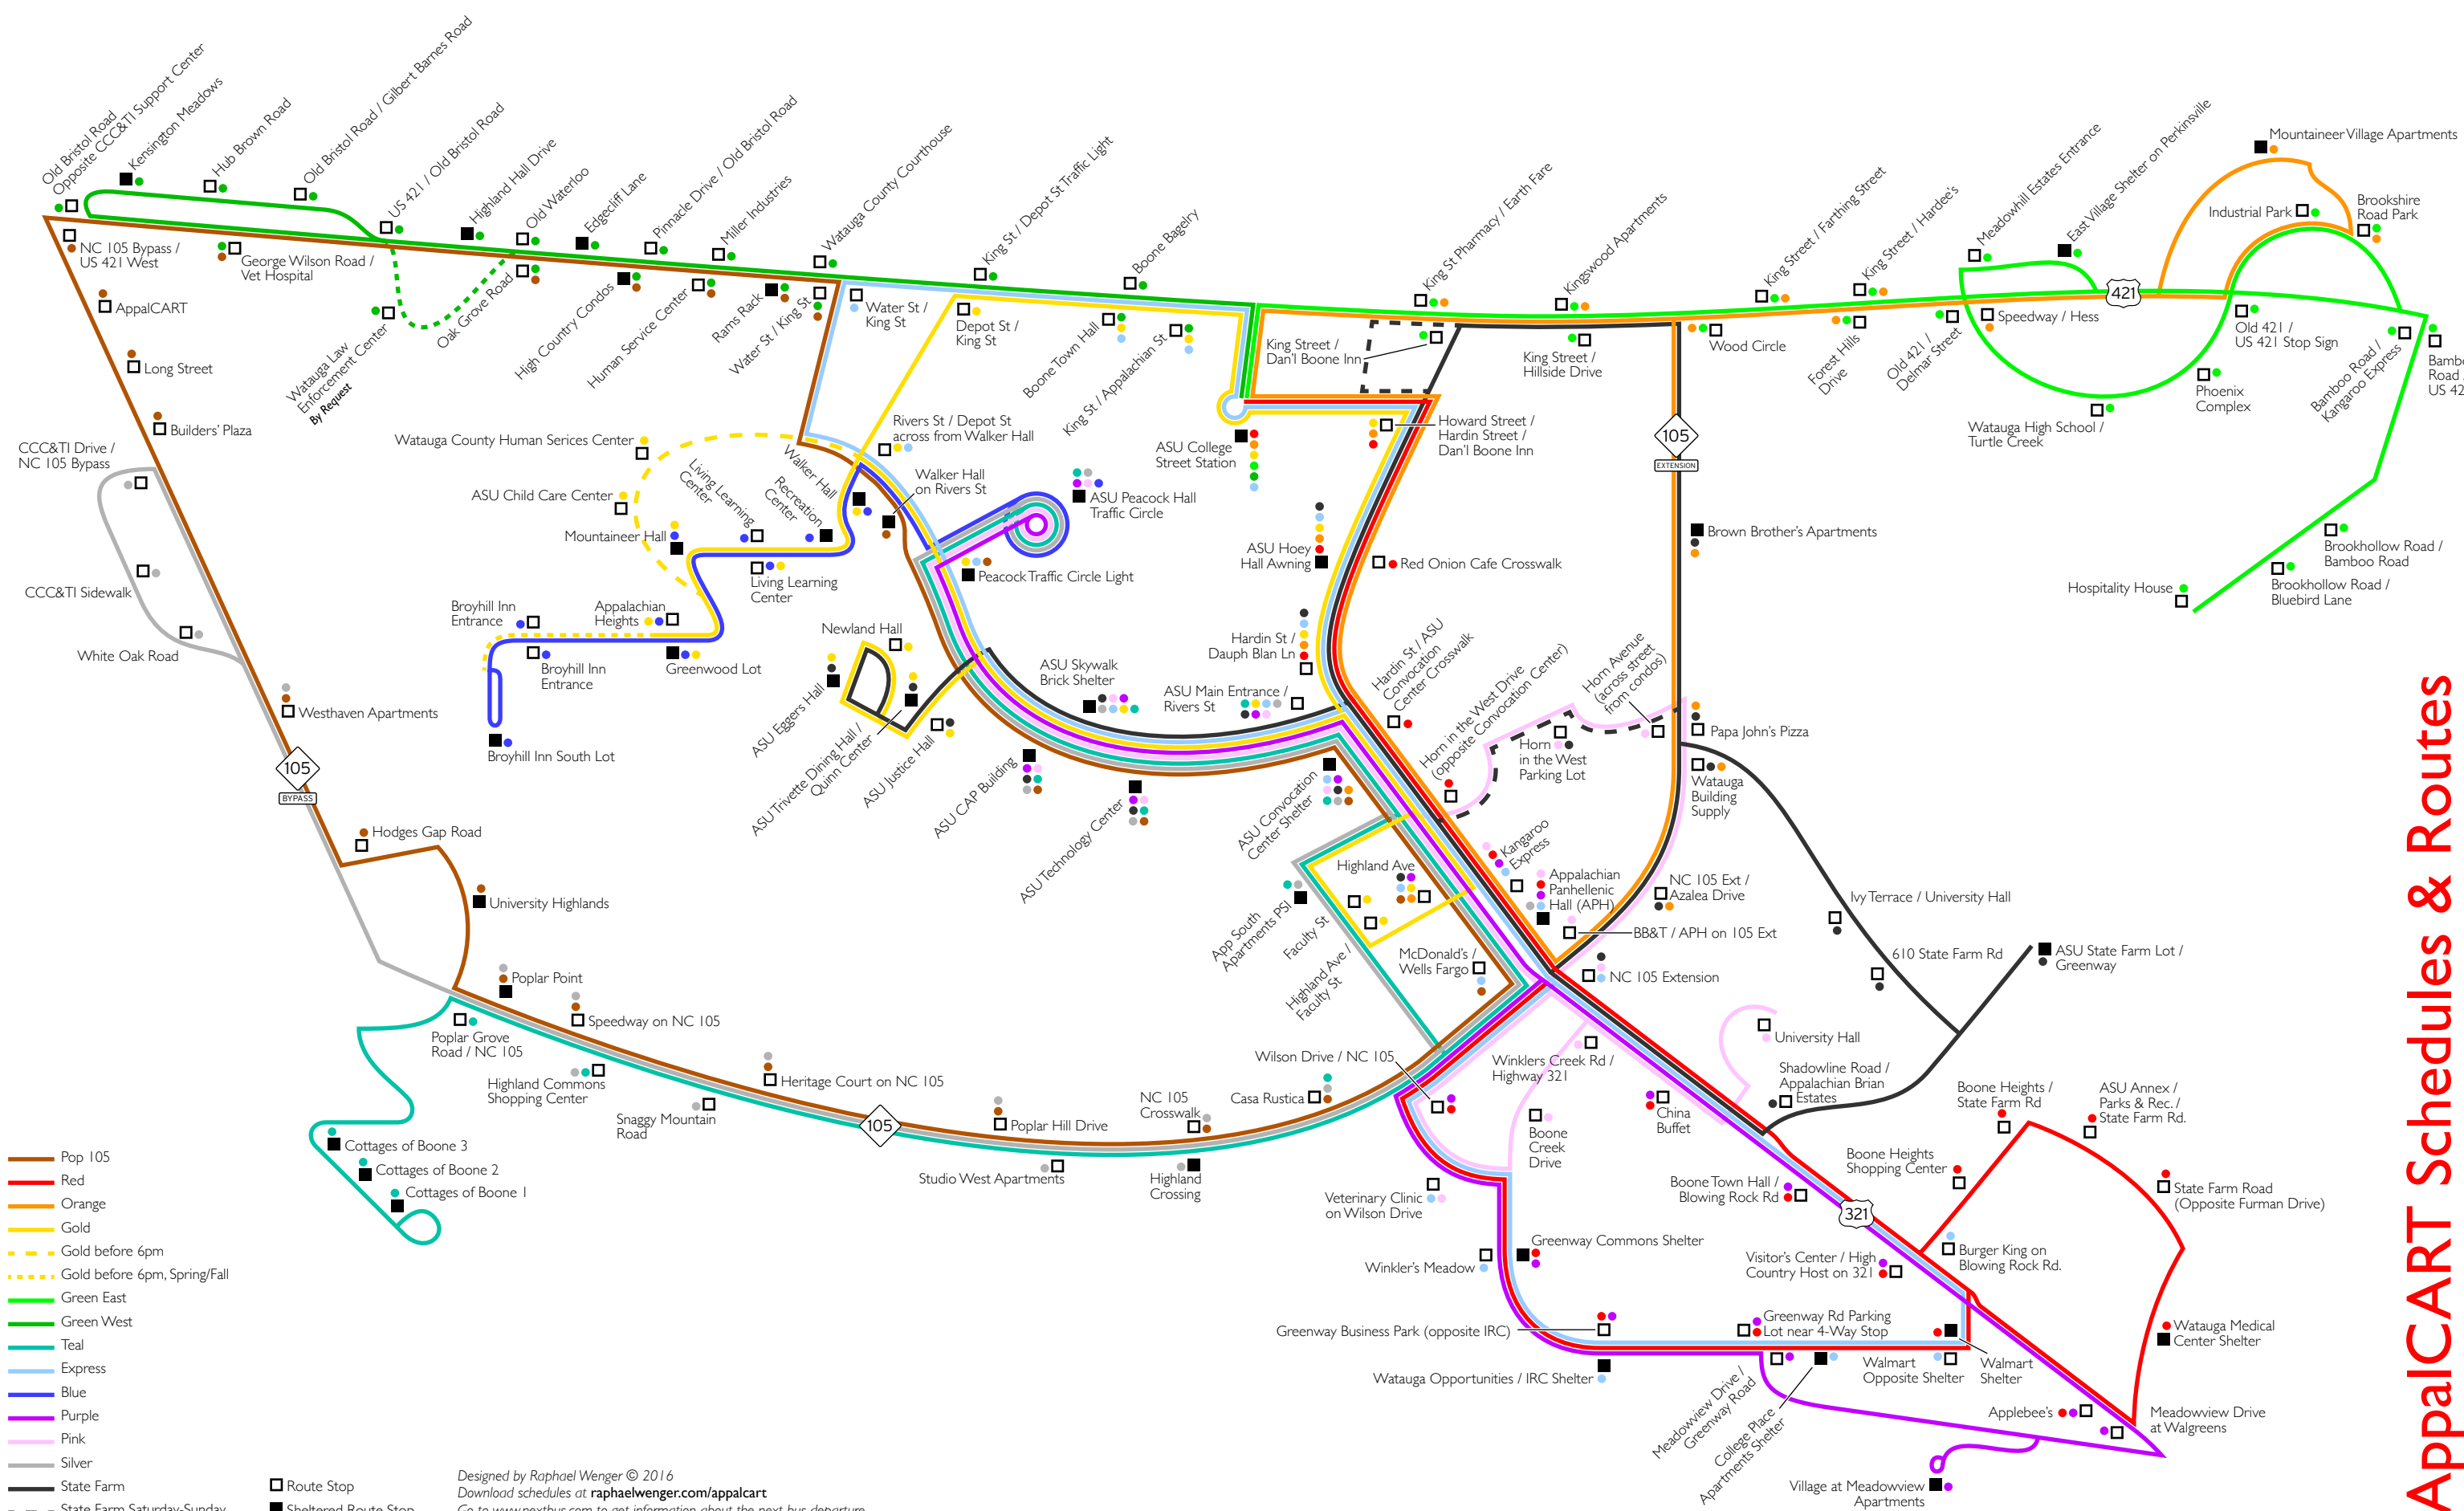 Old Bristol Road
Opposite CCC&TI Support Center
Kensington Meadows
Hub Brown Road
Old Bristol Road / Gilbert Barnes Road
US 421 / Old Bristol Road
Highland Hall Drive
Old Waterloo
Edgecliff Lane
Pinnacle Drive / Old Bristol Road
Miller Industries
Watauga County Courthouse
King St / Depot St Traffic Light
Boone Bagelry
King St Pharmacy / Earth Fare
Kingswood Apartments
King Street / Farthing Street
King Street / Hardee's
Meadowhill Estates Entrance
East Village Shelter on Perkinsville
Mountaineer Village Apartments
Industrial Park
Brookshire
Road Park
NC 105 Bypass /
US 421 West
George Wilson Road /
Vet Hospital
AppalCART
Long Street
Builders' Plaza
Watauga Law
Enforcement Center
By Request
Oak Grove Road
High Country Condos
Human Service Center
Rams Rack
Water St / King St
Water St /
King St
Depot St /
King St
Boone Town Hall
King St / Appalachian St
King Street /
Dan'l Boone Inn
King Street /
Hillside Drive
Wood Circle
Forest Hills
Drive
Old 421 /
Delmar Street
Speedway / Hess
421
Old 421 /
US 421 Stop Sign
Phoenix
Complex
Bamboo Road /
Kangaroo Express
Watauga High School /
Turtle Creek
Brookhollow Road /
Bamboo Road
Brookhollow Road /
Bluebird Lane
Hospitality House
CCC&TI Drive /
NC 105 Bypass
CCC&TI Sidewalk
White Oak Road
Westhaven Apartments
105
BYPASS
Hodges Gap Road
University Highlands
Poplar Point
Speedway on NC 105
Poplar Grove
Road / NC 105
Highland Commons
Shopping Center
Snaggy Mountain
Road
Heritage Court on NC 105
105
Poplar Hill Drive
Studio West Apartments
NC 105
Crosswalk
Highland
Crossing
Casa Rustica
Cottages of Boone 3
Cottages of Boone 2
Cottages of Boone 1
Watauga County Human Serices Center
ASU Child Care Center
Mountaineer Hall
Living Learning
Center
Recreation
Center
Walker Hall
Rivers St / Depot St
across from Walker Hall
Walker Hall
on Rivers St
Living Learning
Center
Broyhill Inn
Entrance
Appalachian
Heights
Broyhill Inn
Entrance
Greenwood Lot
Broyhill Inn South Lot
ASU Peacock Hall
Traffic Circle
Peacock Traffic Circle Light
Newland Hall
ASU Eggers Hall
ASU Trivette Dining Hall /
Quinn Center
ASU Justice Hall
ASU Skywalk
Brick Shelter
ASU CAP Building
ASU Technology Center
ASU Main Entrance /
Rivers St
ASU Convocation
Center Shelter
ASU College
Street Station
Howard Street /
Hardin Street /
Dan'l Boone Inn
ASU Hoey
Hall Awning
Red Onion Cafe Crosswalk
Hardin St /
Dauph Blan Ln
Hardin St / ASU
Convocation
Center Crosswalk
Horn in the West Drive
(opposite Convocation Center)
Horn Avenue
(across street
from condos)
Horn
in the West
Parking Lot
105
EXTENSION
Brown Brother's Apartments
Papa John's Pizza
Watauga
Building
Supply
Kangaroo
Express
Appalachian
Panhellenic
Hall (APH)
NC 105 Ext /
Azalea Drive
BB&T / APH on 105 Ext
NC 105 Extension
Highland Ave
App South
Apartments PSI
Faculty St
Highland Ave /
Faculty St
McDonald's /
Wells Fargo
Ivy Terrace / University Hall
610 State Farm Rd
ASU State Farm Lot /
Greenway
University Hall
Shadowline Road /
Appalachian Brian
Estates
Wilson Drive / NC 105
Winklers Creek Rd /
Highway 321
Boone
Creek
Drive
China
Buffet
Veterinary Clinic
on Wilson Drive
Winkler's Meadow
Greenway Commons Shelter
Greenway Business Park (opposite IRC)
Watauga Opportunities / IRC Shelter
Boone Town Hall /
Blowing Rock Rd
321
Visitor's Center / High
Country Host on 321
Greenway Rd Parking
Lot near 4-Way Stop
Boone Heights /
State Farm Rd
ASU Annex /
Parks & Rec. /
State Farm Rd.
Boone Heights
Shopping Center
State Farm Road
(Opposite Furman Drive)
Burger King on
Blowing Rock Rd.
Watauga Medical
Center Shelter
Walmart
Opposite Shelter
Walmart
Shelter
Meadowview Drive /
Greenway Road
College Place
Apartments Shelter
Applebee's
Meadowview Drive
at Walgreens
Village at Meadowview
Apartments
Pop 105
Red
Orange
Gold
Gold before 6pm
Gold before 6pm, Spring/Fall
Green East
Green West
Teal
Express
Blue
Purple
Pink
Silver
State Farm
State Farm Saturday-Sunday
Route Stop
Sheltered Route Stop
Designed by Raphael Wenger © 2016
Download schedules at raphaelwenger.com/appalcart
Go to www.nextbus.com to get information about the next bus departure
AppalCART Schedules & Routes